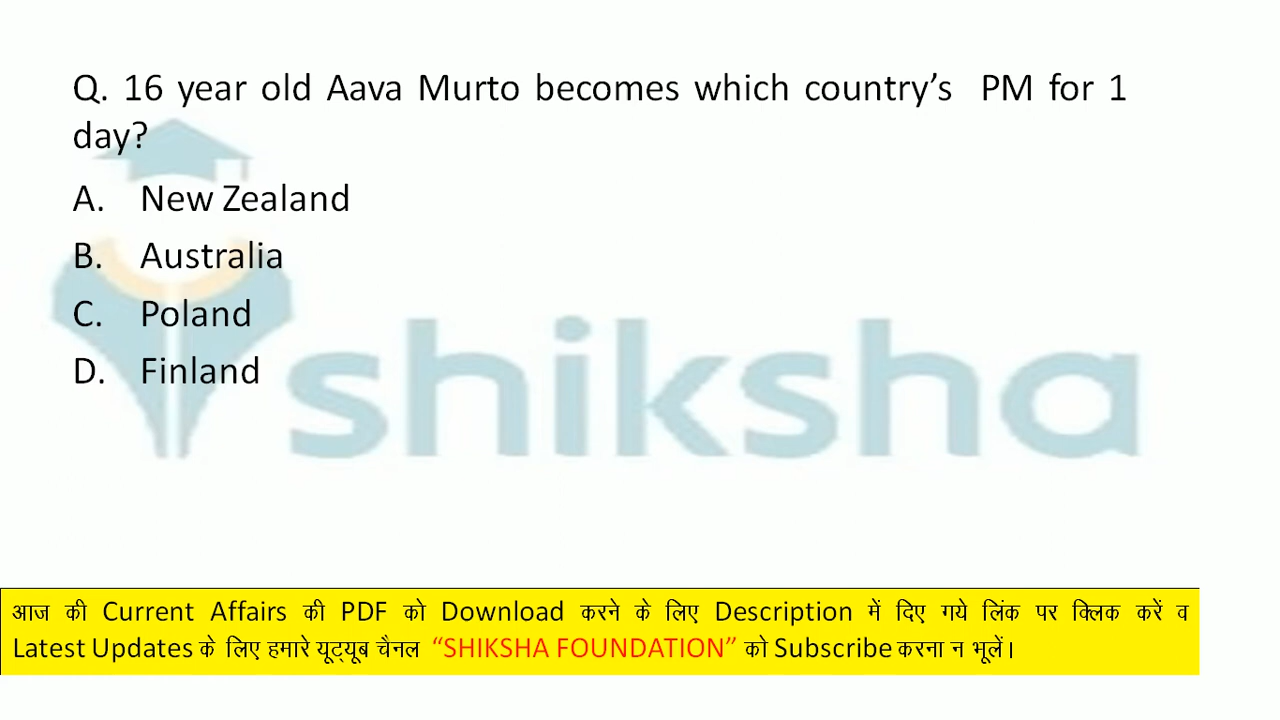 Q. 16 year old Aava Murto becomes which country’s PM for 1
day?
A. New Zealand
B. Australia
C. Poland
D. Finland
shiksha
आज की Current Affairs की PDF को Download करने के लिए Description में दिए गये लिंक पर क्लिक करें व
Latest Updates के लिए हमारे यूट्यूब चैनल “SHIKSHA FOUNDATION” को Subscribe करना न भूलें।